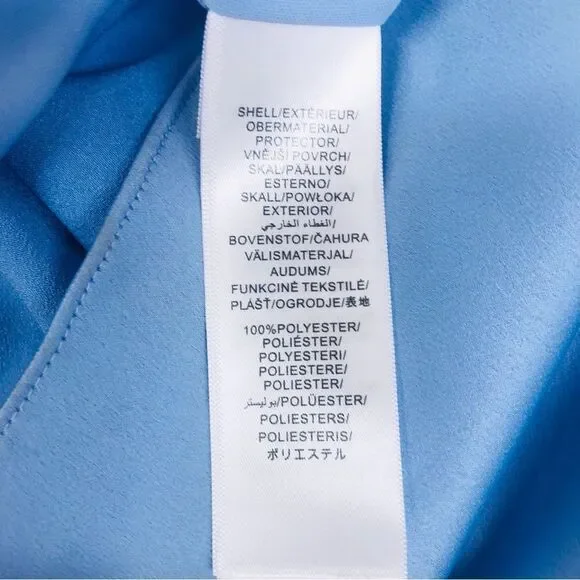 SHELL/EXTÉRIEUR/
OBERMATERIAL/
PROTECTOR/
VNĚJŠÍ POVRCH/
SKAL/PÄÄLLYS/
ESTERNO/
SKALL/POWŁOKA/
EXTERIOR/
الغطاء الخارجي/
BOVENSTOF/ČAHURA
VÄLISMATERJAL/
AUDUMS/
FUNKCINĖ TEKSTILĖ/
PLÁŠŤ/OGRODJE/表地
100%POLYESTER/
POLIÉSTER/
POLYESTERI/
POLIESTERE/
POLIESTER/
بوليستر/POLÜESTER/
POLIESTERS/
POLIESTERIS/
ポリエステル